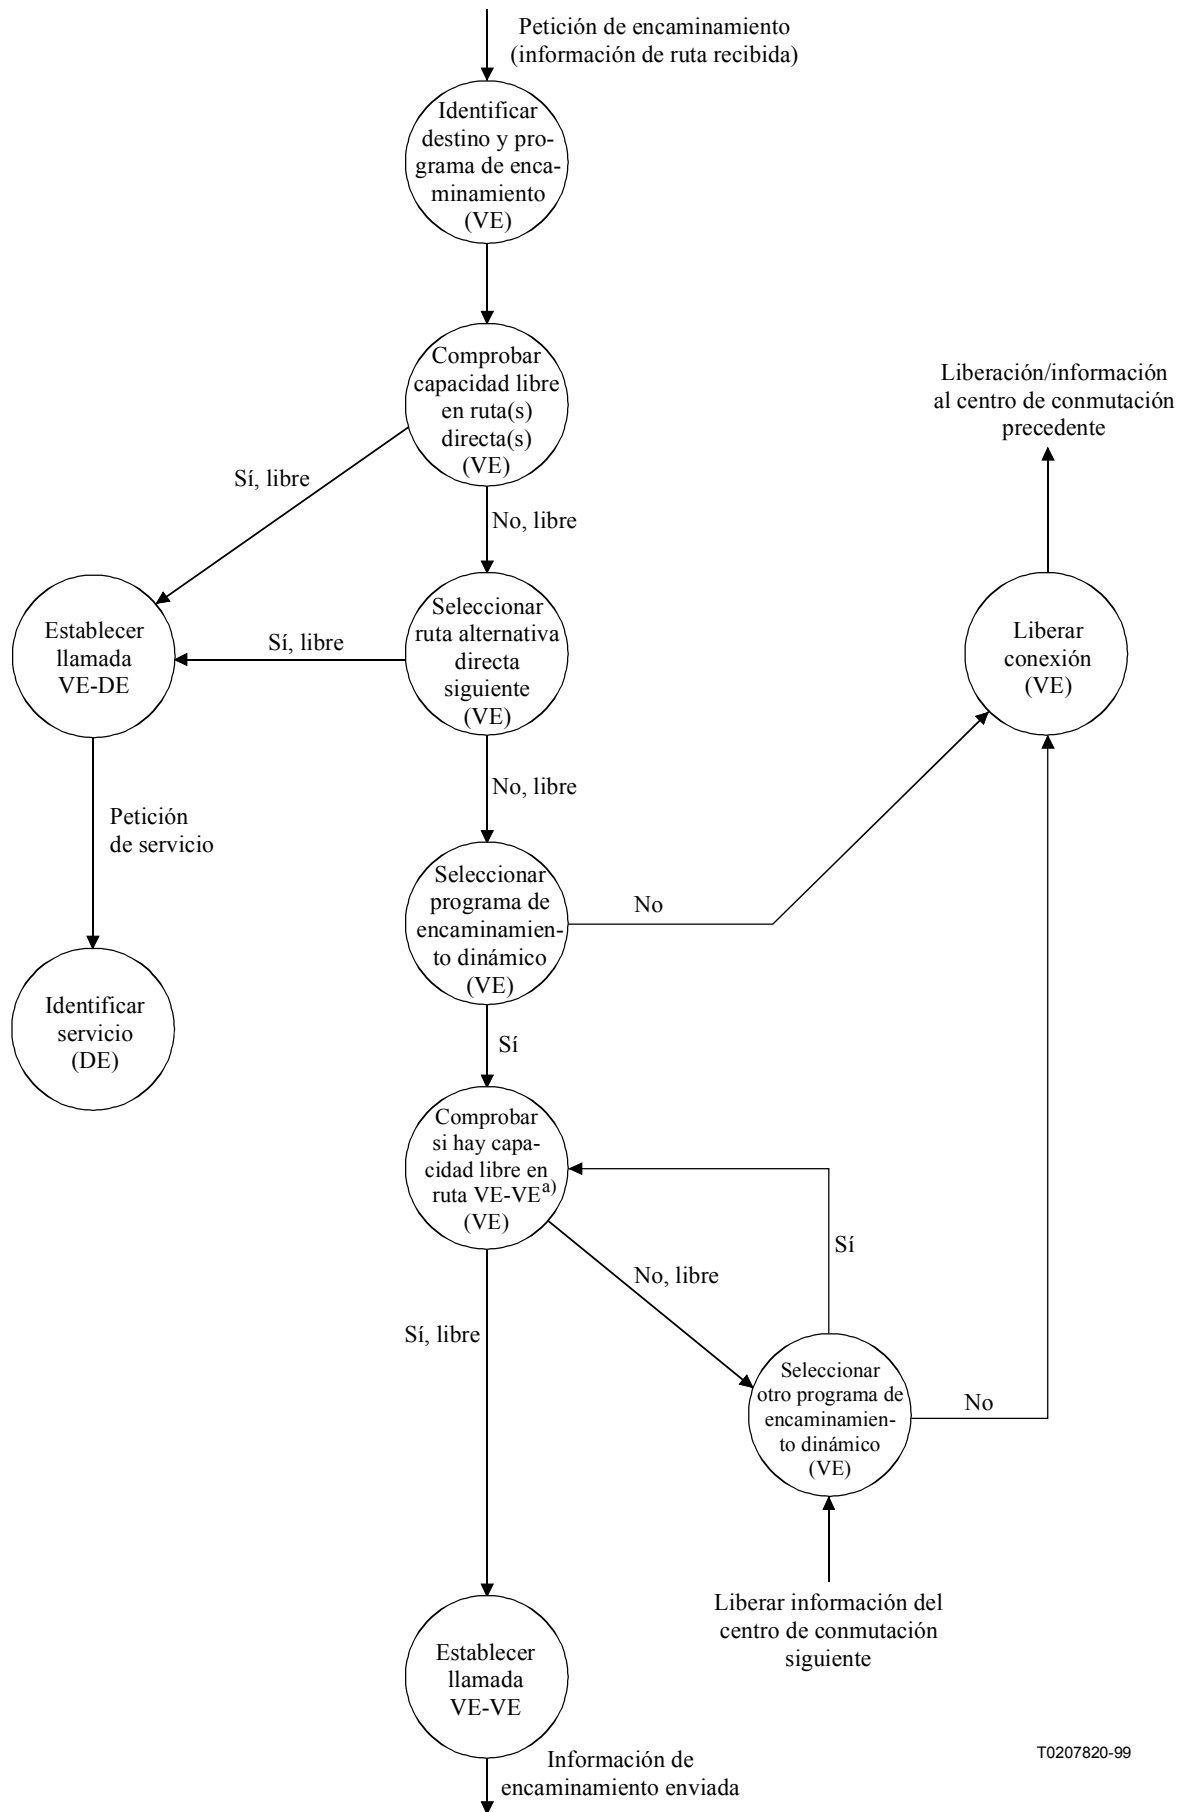 Petición de encaminamiento
(información de ruta recibida)
Identificar
destino y pro-
grama de enca-
minamiento
(VE)
Comprobar
capacidad libre
en ruta(s)
directa(s)
(VE)
Liberación/información
al centro de conmutación
precedente
Sí, libre
No, libre
Establecer
llamada
VE-DE
Sí, libre
Seleccionar
ruta alternativa
directa
siguiente
(VE)
Liberar
conexión
(VE)
No, libre
Petición
de servicio
Seleccionar
programa de
encaminamien-
to dinámico
(VE)
No
Identificar
servicio
(DE)
Sí
Comprobar
si hay capa-
cidad libre en
ruta VE-VEa)
(VE)
Sí
No, libre
Sí, libre
Seleccionar
otro programa de
encaminamien-
to dinámico
(VE)
No
Liberar información del
centro de conmutación
siguiente
Establecer
llamada
VE-VE
Información de
encaminamiento enviada
T0207820-99